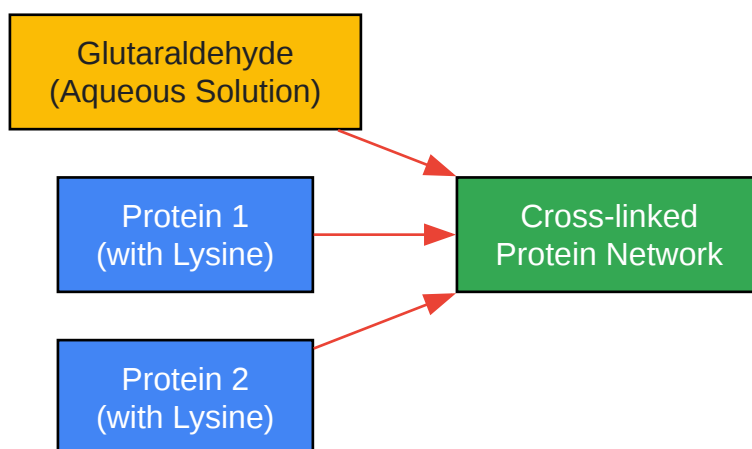 Glutaraldehyde
(Aqueous Solution)
Protein 1
(with Lysine)
Cross-linked
Protein Network
Protein 2
(with Lysine)